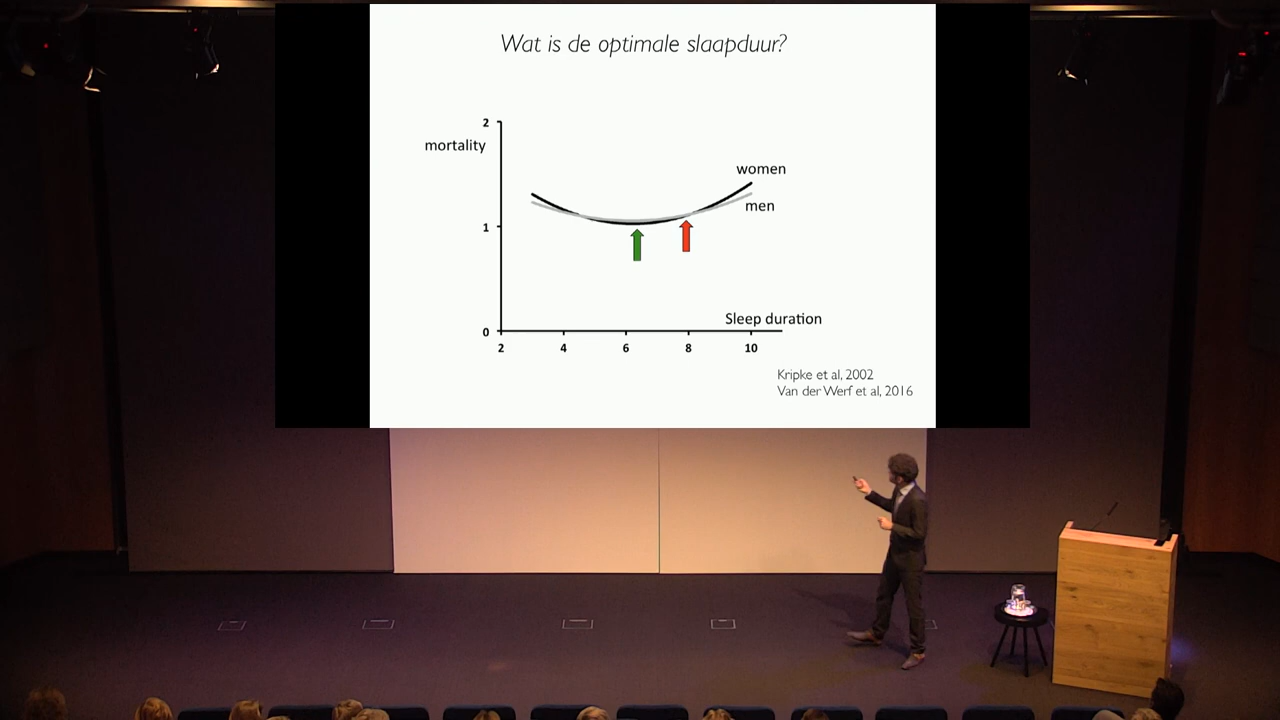 Wat is de optimale slaapduur?
2
mortality
women
men
1
Sleep duration
0
2 4 6 8 10
Kripke et al, 2002
Van der Werf et al, 2016